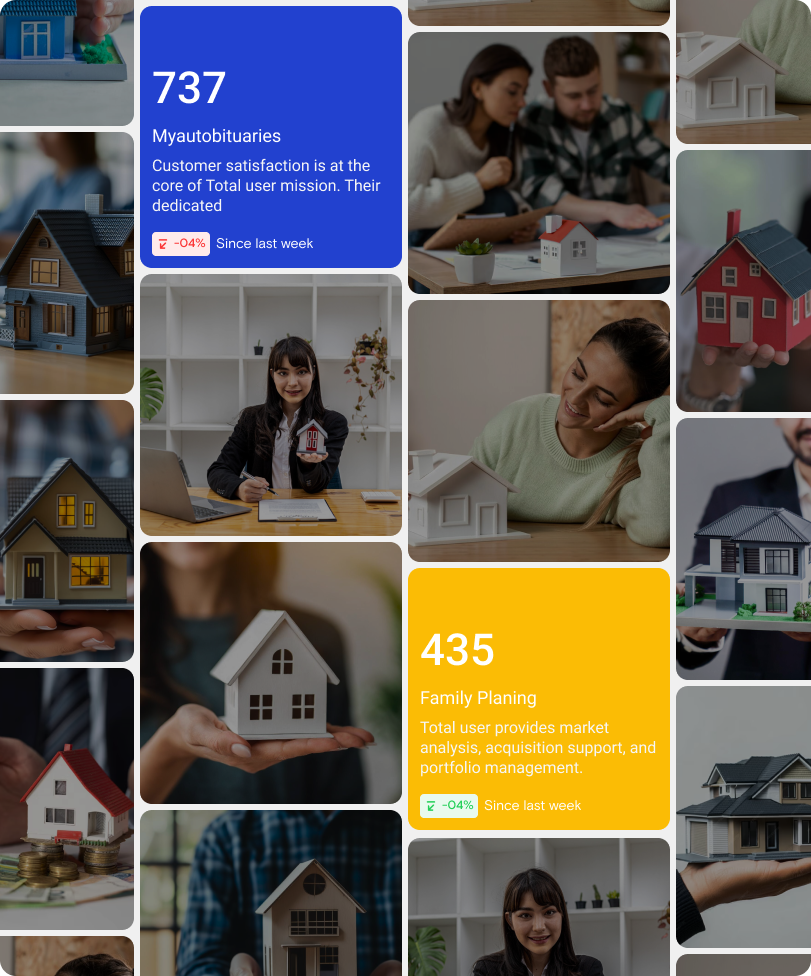 737
Myautobituaries
Customer satisfaction is at the
core of Total user mission. Their
dedicated
-04% Since last week
435
Family Planing
Total user provides market
analysis, acquisition support, and
portfolio management.
-04% Since last week